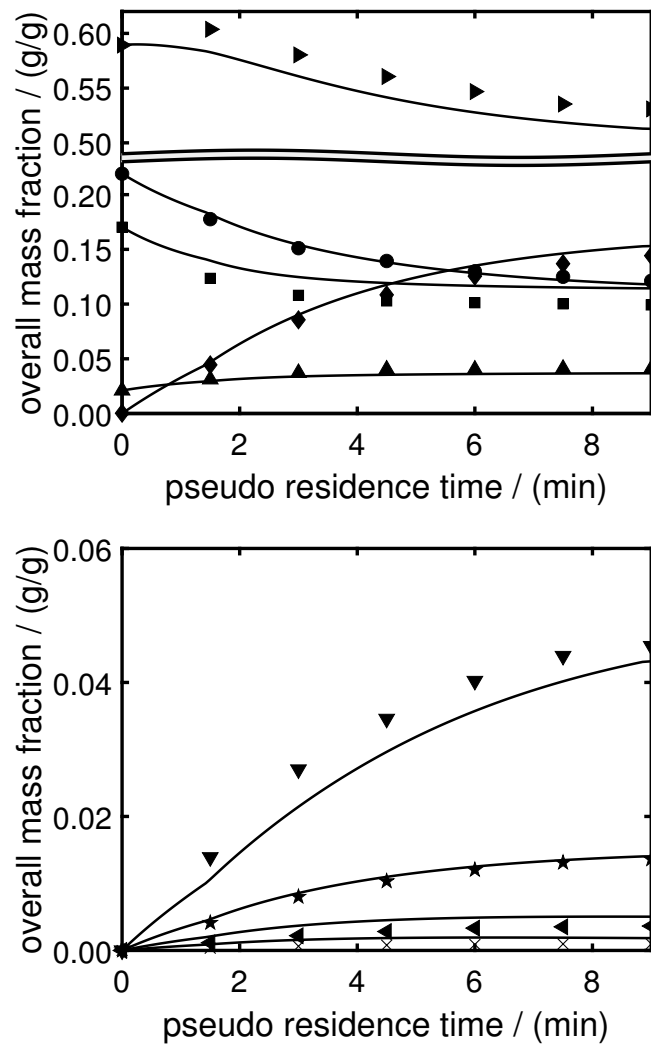 0.60
0.55
0.50
0.20
0.15
0.10
0.05
0.00
overall mass fraction / (g/g)
0 2 4 6 8
pseudo residence time / (min)
0.06
0.04
0.02
0.00
overall mass fraction / (g/g)
0 2 4 6 8
pseudo residence time / (min)